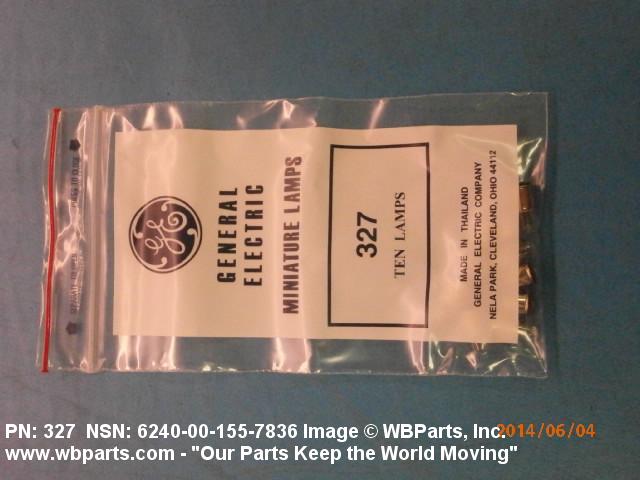 GE
GENERAL
ELECTRIC
MINIATURE LAMPS
327
TEN LAMPS
MADE IN THAILAND
GENERAL ELECTRIC COMPANY
NELA PARK, CLEVELAND, OHIO 44112
PN: 327 NSN: 6240-00-155-7836 Image © WBParts, Inc.
2014/06/04
www.wbparts.com - "Our Parts Keep the World Moving"